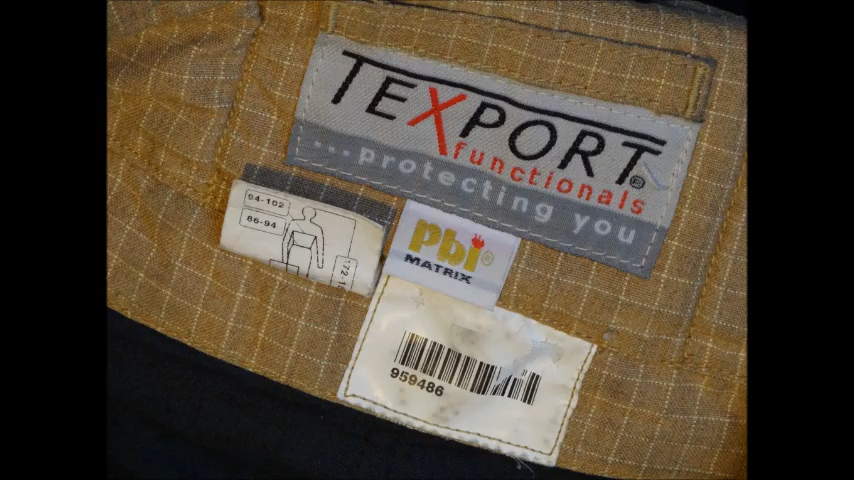 TEXPORT®
functionals
...protecting you
94-102
86-94
pbi®
MATRIX
959486